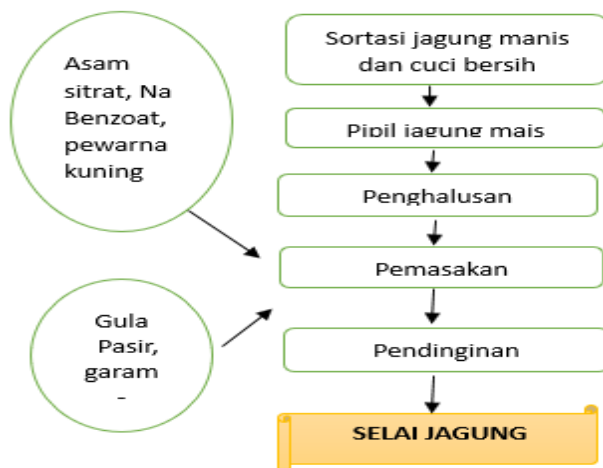 Asam
sitrat, Na
Benzoat,
pewarna
kuning
Gula
Pasir,
garam
-
Sortasi jagung manis
dan cuci bersih
Pipil jagung mais
Penghalusan
Pemasakan
Pendinginan
SELAI JAGUNG